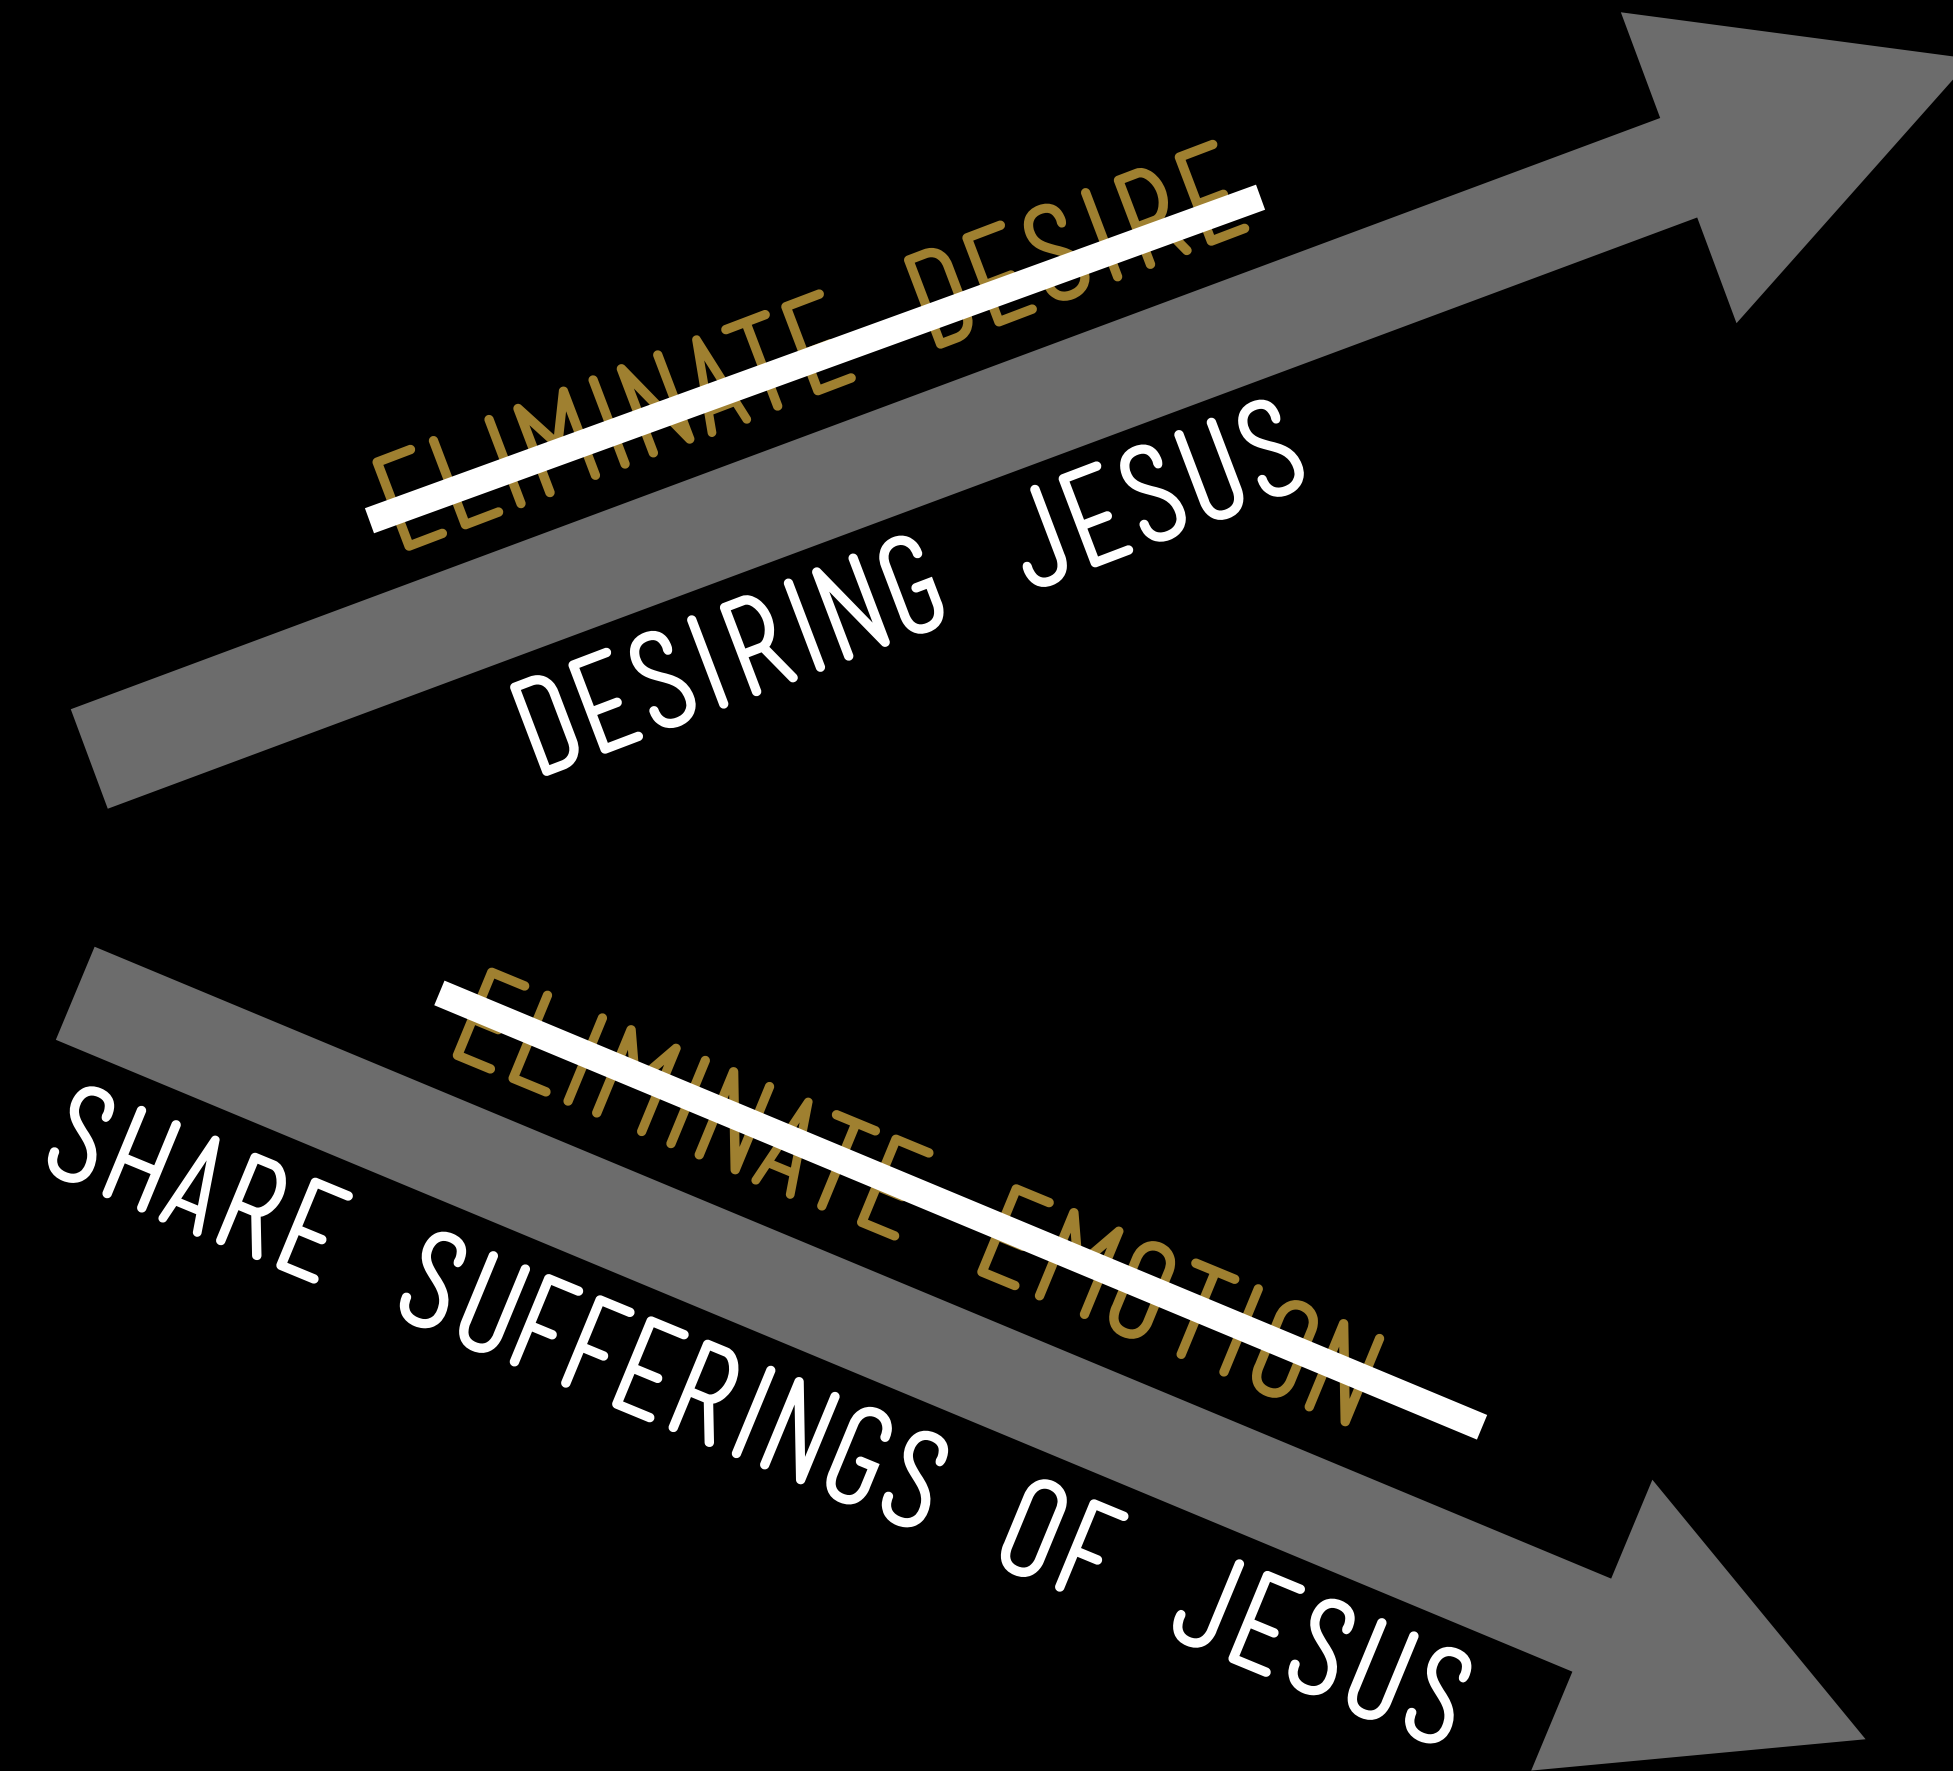 ELIMINATE DESIRE
DESIRING JESUS
ELIMINATE EMOTION
SHARE SUFFERINGS OF JESUS